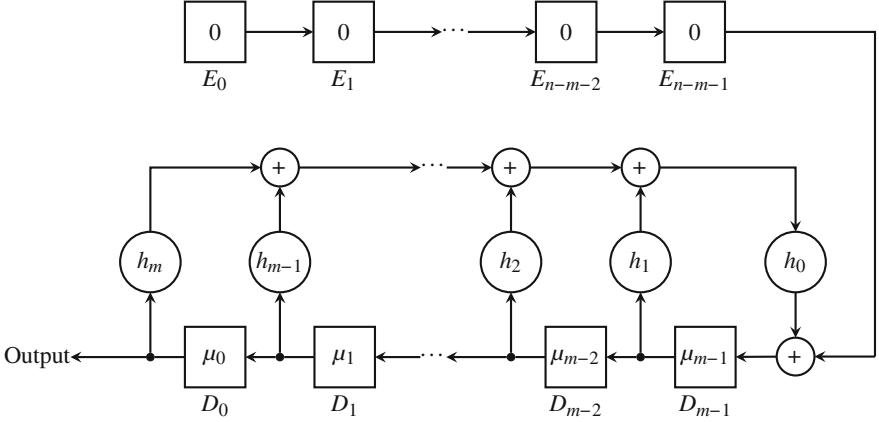 0 0 ⋯ 0 0
E₀ E₁ Eₙ₋ₘ₋₂ Eₙ₋ₘ₋₁
+ ⋯ + +
hₘ hₘ₋₁ h₂ h₁ h₀
Output μ₀ μ₁ ⋯ μₘ₋₂ μₘ₋₁ +
D₀ D₁ Dₘ₋₂ Dₘ₋₁